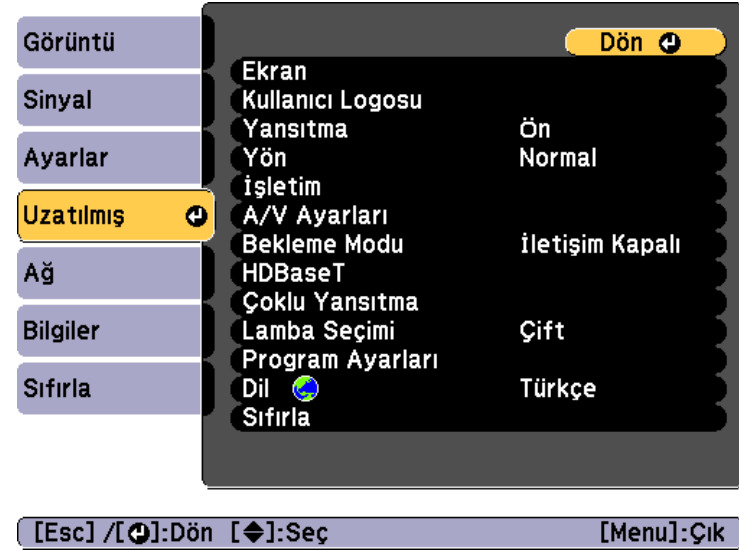 Görüntü
Sinyal
Ayarlar
Uzatılmış
Ağ
Bilgiler
Sıfırla
Dön
Ekran
Kullanıcı Logosu
Yansıtma Ön
Yön Normal
İşletim
A/V Ayarları
Bekleme Modu İletişim Kapalı
HDBaseT
Çoklu Yansıtma
Lamba Seçimi Çift
Program Ayarları
Dil Türkçe
Sıfırla
[Esc] /[⏎]:Dön [◆]:Seç [Menu]:Çık